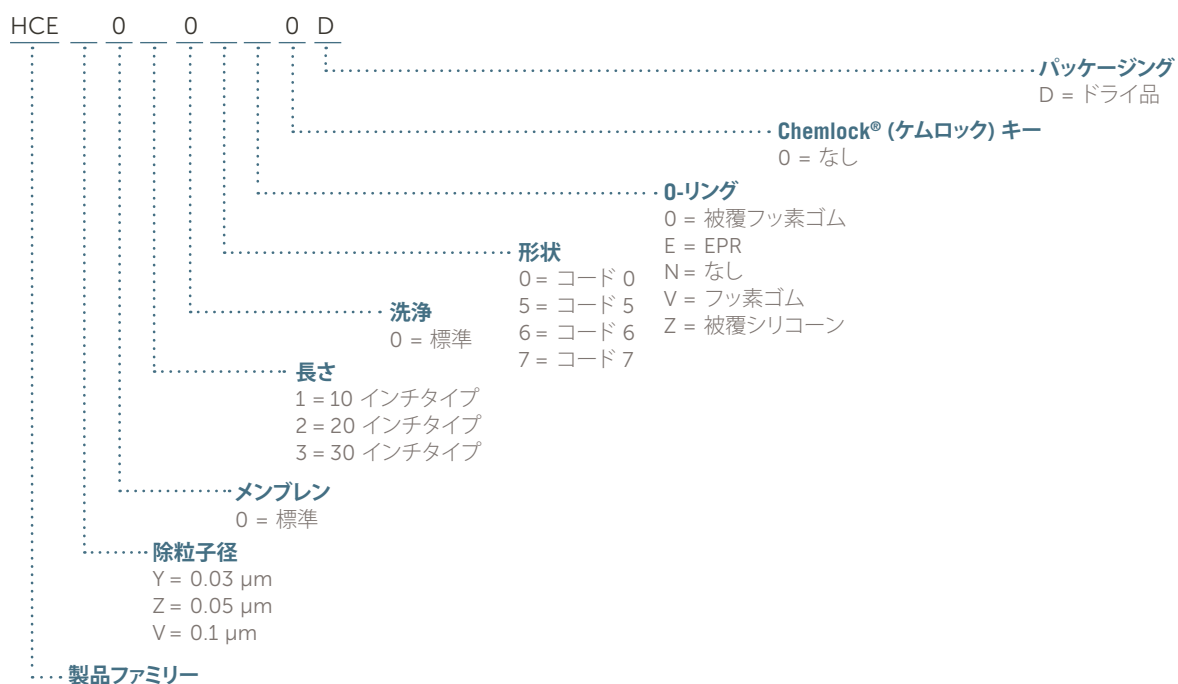 HCE _ 0 _ 0 _ _ 0 D
パッケージング
D = ドライ品
Chemlock® (ケムロック) キー
0 = なし
O-リング
0 = 被覆フッ素ゴム
E = EPR
N = なし
V = フッ素ゴム
Z = 被覆シリコーン
形状
0 = コード 0
5 = コード 5
6 = コード 6
7 = コード 7
洗浄
0 = 標準
長さ
1 = 10 インチタイプ
2 = 20 インチタイプ
3 = 30 インチタイプ
メンブレン
0 = 標準
除粒子径
Y = 0.03 µm
Z = 0.05 µm
V = 0.1 µm
製品ファミリー